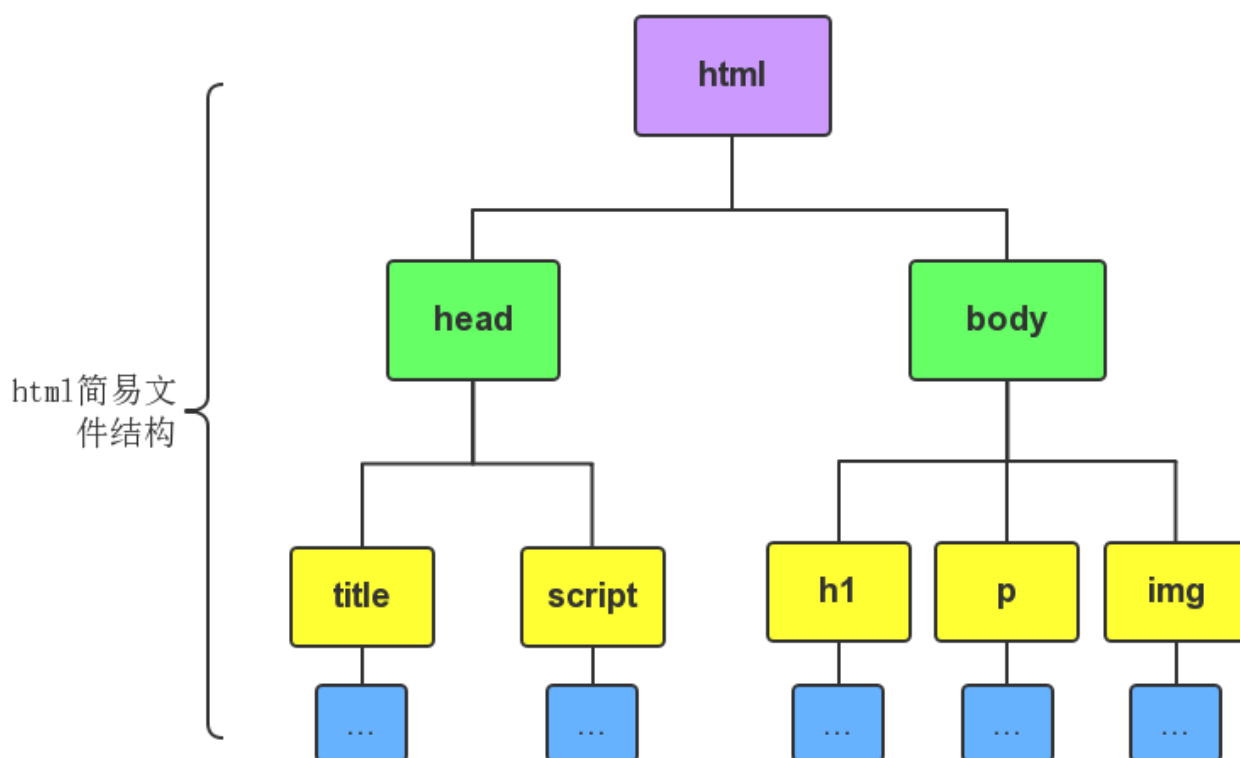 html
head
body
html简易文
件结构
title
script
h1
p
img
...
...
...
...
...